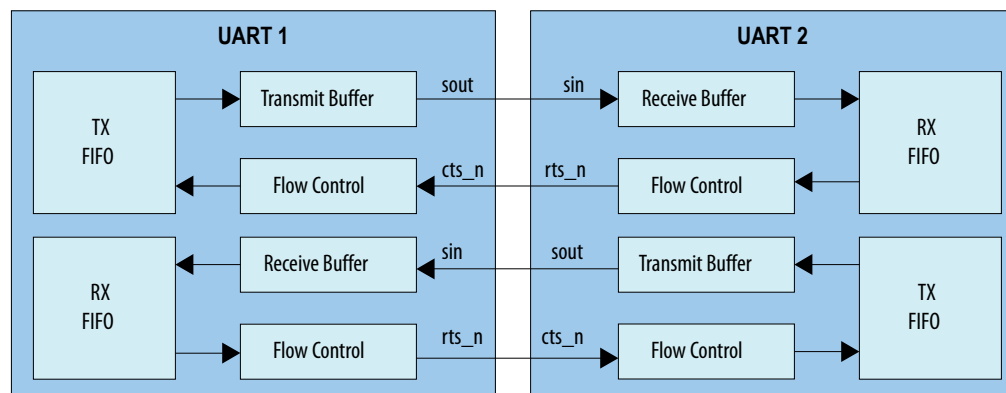 UART 1
UART 2
TX
FIFO
Transmit Buffer
sout
sin
Receive Buffer
RX
FIFO
Flow Control
cts_n
rts_n
Flow Control
RX
FIFO
Receive Buffer
sin
sout
Transmit Buffer
TX
FIFO
Flow Control
rts_n
cts_n
Flow Control